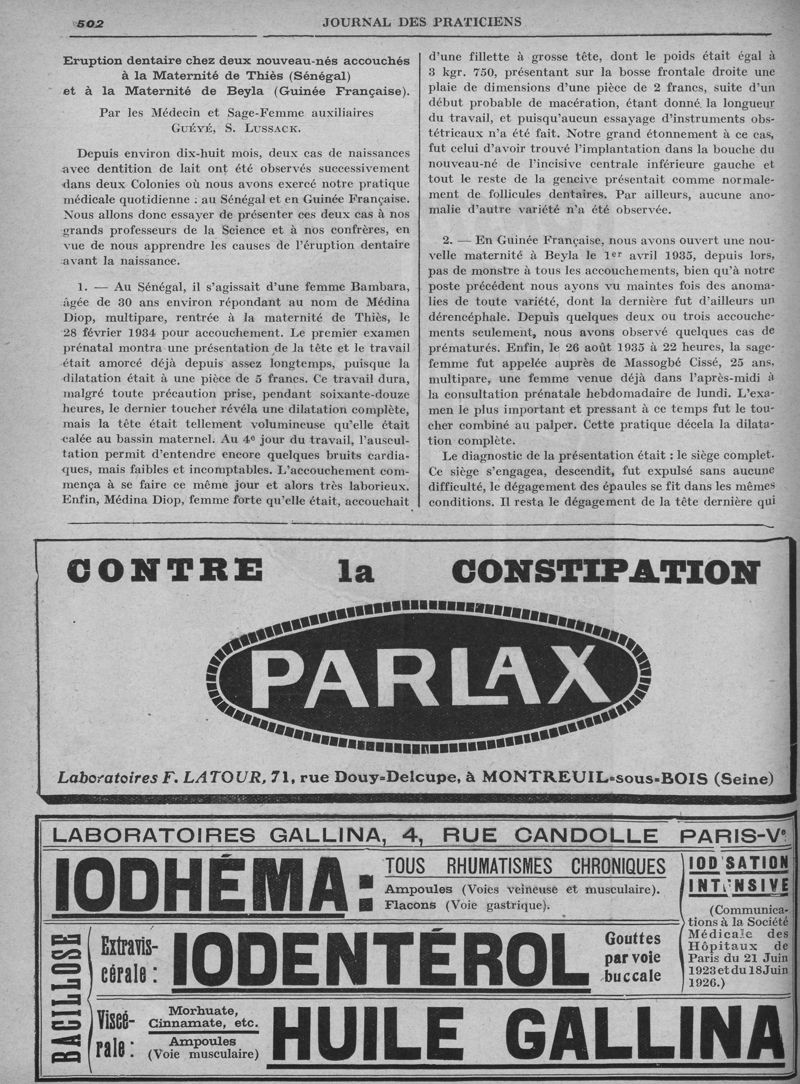 502
JOURNAL DES PRATICIENS
Eruption dentaire chez deux nouveau-nés accouchés
à la Maternité de Thiès (Sénégal)
et à la Maternité de Beyla (Guinée Française).
Par les Médecin et Sage-Femme auxiliaires
GUÉYÉ, S. LUSSACK.
Depuis environ dix-huit mois, deux cas de naissances
avec dentition de lait ont été observés successivement
dans deux Colonies où nous avons exercé notre pratique
médicale quotidienne : au Sénégal et en Guinée Française.
Nous allons donc essayer de présenter ces deux cas à nos
grands professeurs de la Science et à nos confrères, en
vue de nous apprendre les causes de l'éruption dentaire
avant la naissance.
1. — Au Sénégal, il s'agissait d'une femme Bambara,
âgée de 30 ans environ répondant au nom de Médina
Diop, multipare, rentrée à la maternité de Thiès, le
28 février 1934 pour accouchement. Le premier examen
prénatal montra une présentation de la tête et le travail
était amorcé déjà depuis assez longtemps, puisque la
dilatation était à une pièce de 5 francs. Ce travail dura,
malgré toute précaution prise, pendant soixante-douze
heures, le dernier toucher révéla une dilatation complète,
mais la tête était tellement volumineuse qu'elle était
calée au bassin maternel. Au 4e jour du travail, l'auscul-
tation permit d'entendre encore quelques bruits cardia-
ques, mais faibles et incomptables. L'accouchement com-
mença à se faire ce même jour et alors très laborieux.
Enfin, Médina Diop, femme forte qu'elle était, accouchait
d'une fillette à grosse tête, dont le poids était égal à
3 kgr. 750, présentant sur la bosse frontale droite une
plaie de dimensions d'une pièce de 2 francs, suite d'un
début probable de macération, étant donné la longueur
du travail, et puisqu'aucun essayage d'instruments obs-
tétricaux n'a été fait. Notre grand étonnement à ce cas,
fut celui d'avoir trouvé l'implantation dans la bouche du
nouveau-né de l'incisive centrale inférieure gauche et
tout le reste de la gencive présentait comme normale-
ment de follicules dentaires. Par ailleurs, aucune ano-
malie d'autre variété n'a été observée.
2. — En Guinée Française, nous avons ouvert une nou-
velle maternité à Beyla le 1er avril 1935, depuis lors,
pas de monstre à tous les accouchements, bien qu'à notre
poste précédent nous ayons vu maintes fois des anoma-
lies de toute variété, dont la dernière fut d'ailleurs un
dérencéphale. Depuis quelques deux ou trois accouche-
ments seulement, nous avons observé quelques cas de
prématurés. Enfin, le 26 août 1935 à 22 heures, la sage-
femme fut appelée auprès de Massogbé Cissé, 25 ans,
multipare, une femme venue déjà dans l'après-midi à
la consultation prénatale hebdomadaire de lundi. L'exa-
men le plus important et pressant à ce temps fut le tou-
cher combiné au palper. Cette pratique décela la dilata-
tion complète.
Le diagnostic de la présentation était : le siège complet.
Ce siège s'engagea, descendit, fut expulsé sans aucune
difficulté, le dégagement des épaules se fit dans les mêmes
conditions. Il resta le dégagement de la tête dernière qui
CONTRE la CONSTIPATION
PARLAX
Laboratoires F. LATOUR, 71, rue Douy-Delcupe, à MONTREUIL-sous-BOIS (Seine)
LABORATOIRES GALLINA, 4, RUE CANDOLLE PARIS-Ve
IODHÉMA :
TOUS RHUMATISMES CHRONIQUES
Ampoules (Voies veineuse et musculaire).
Flacons (Voie gastrique).
IODISATION
INTENSIVE
(Communica-
tions à la Société
Médicale des
Hôpitaux de
Paris du 21 Juin
1923 et du 18 Juin
1926.)
BACILLOSE
Extravis-
cérale :
IODENTÉROL
Gouttes
par voie
buccale
Viscé-
rale :
Morhuate,
Cinnamate, etc.
Ampoules
(Voie musculaire)
HUILE GALLINA